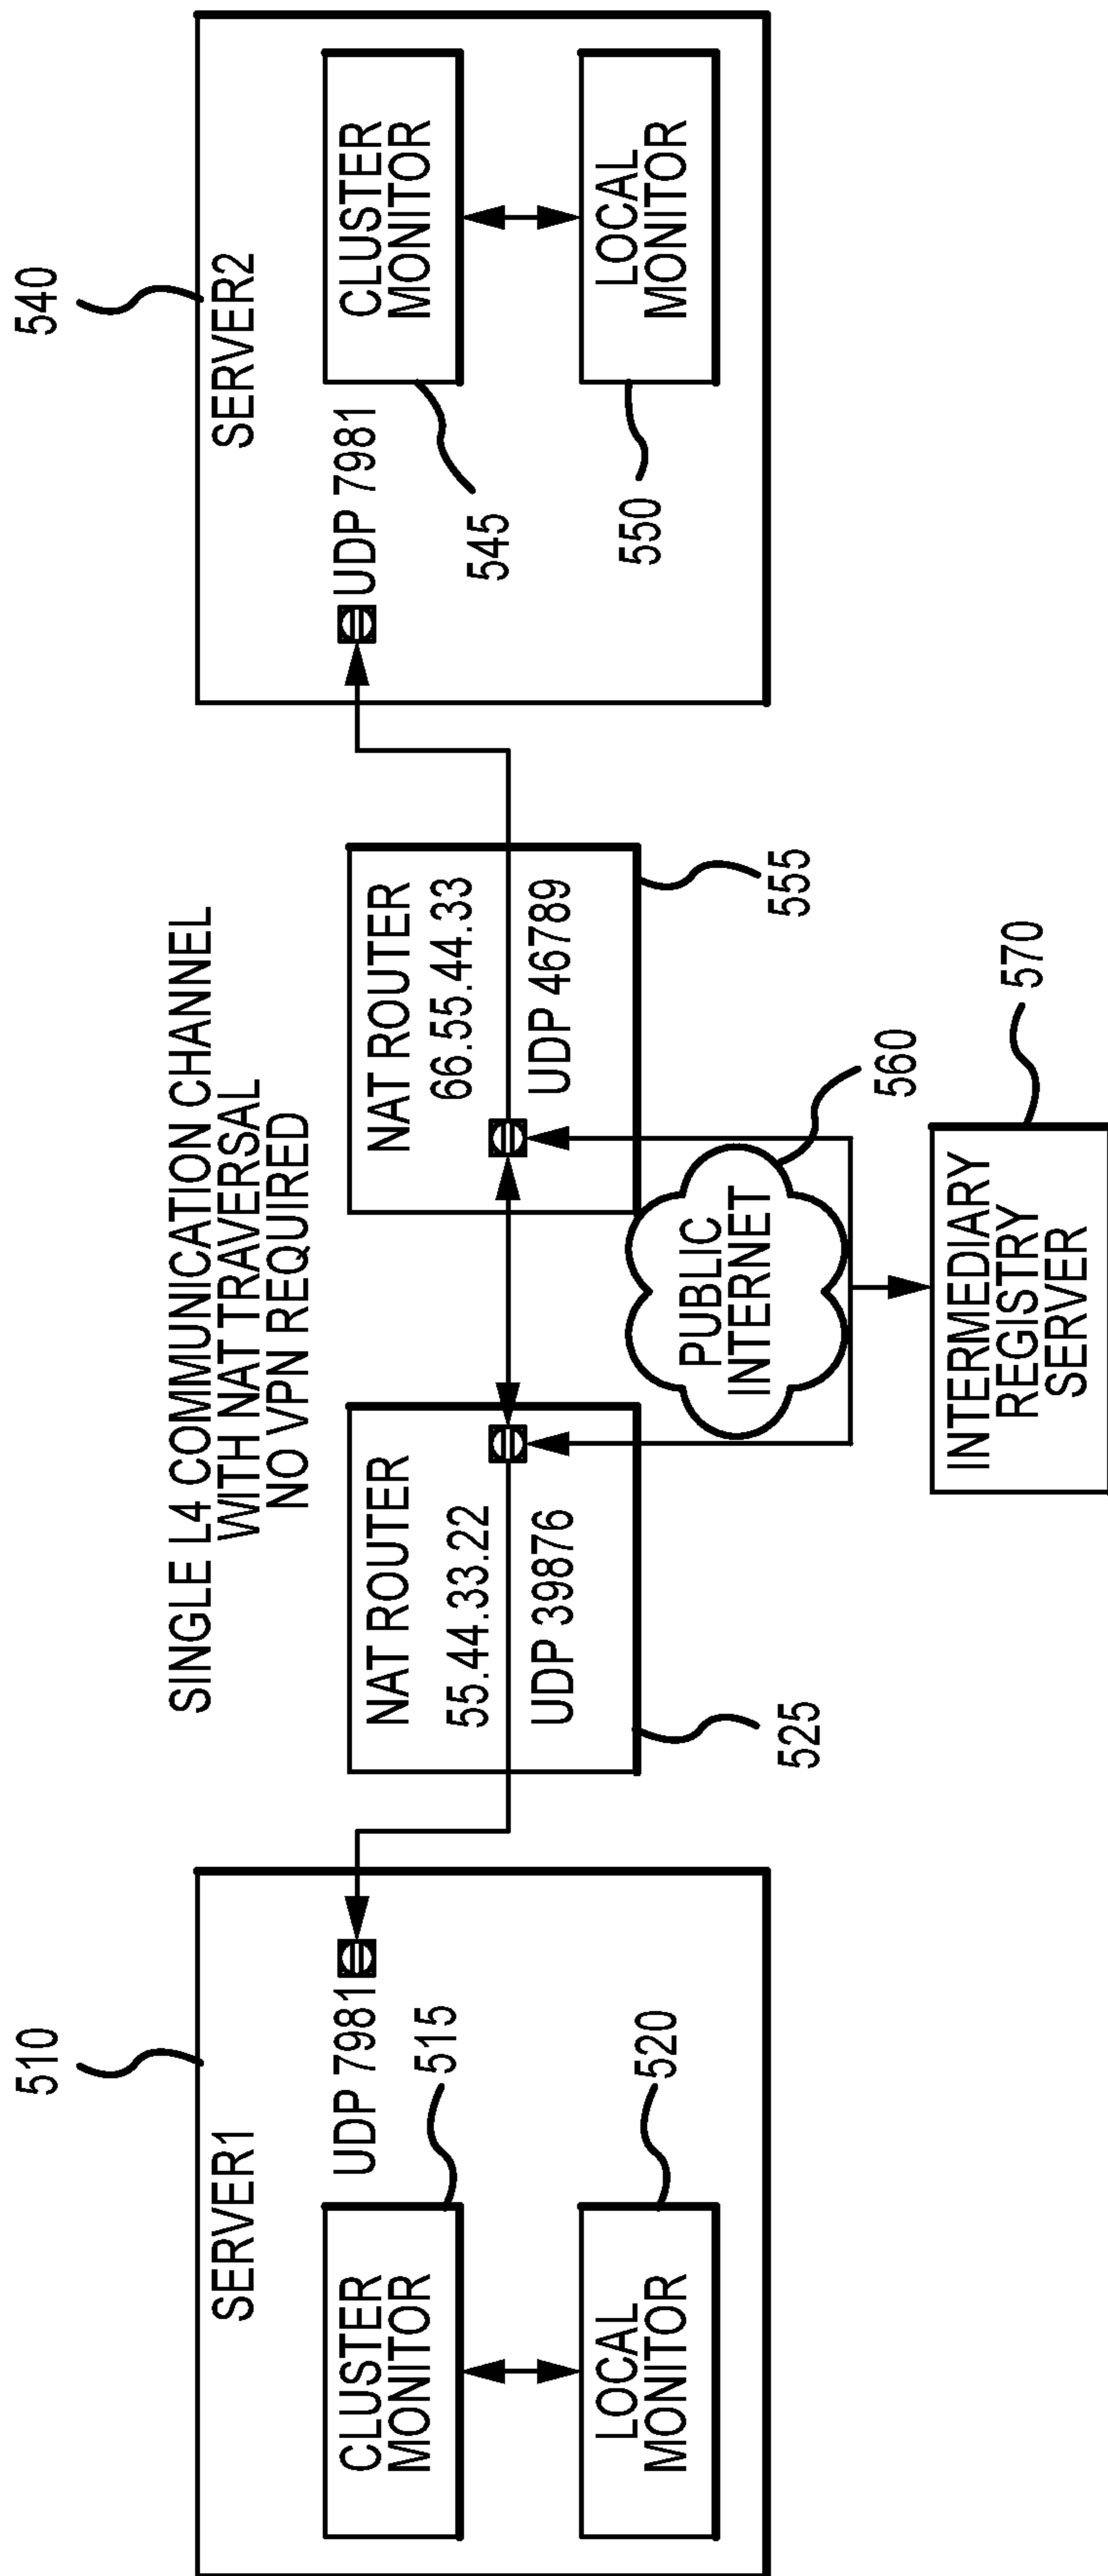 SINGLE L4 COMMUNICATION CHANNEL
WITH NAT TRAVERSAL
NO VPN REQUIRED
510
SERVER1
UDP 7981
CLUSTER
MONITOR
515
LOCAL
MONITOR
520
NAT ROUTER
55.44.33.22
UDP 39876
525
NAT ROUTER
66.55.44.33
UDP 46789
555
PUBLIC
INTERNET
560
INTERMEDIARY
REGISTRY
SERVER
570
540
SERVER2
UDP 7981
CLUSTER
MONITOR
545
LOCAL
MONITOR
550